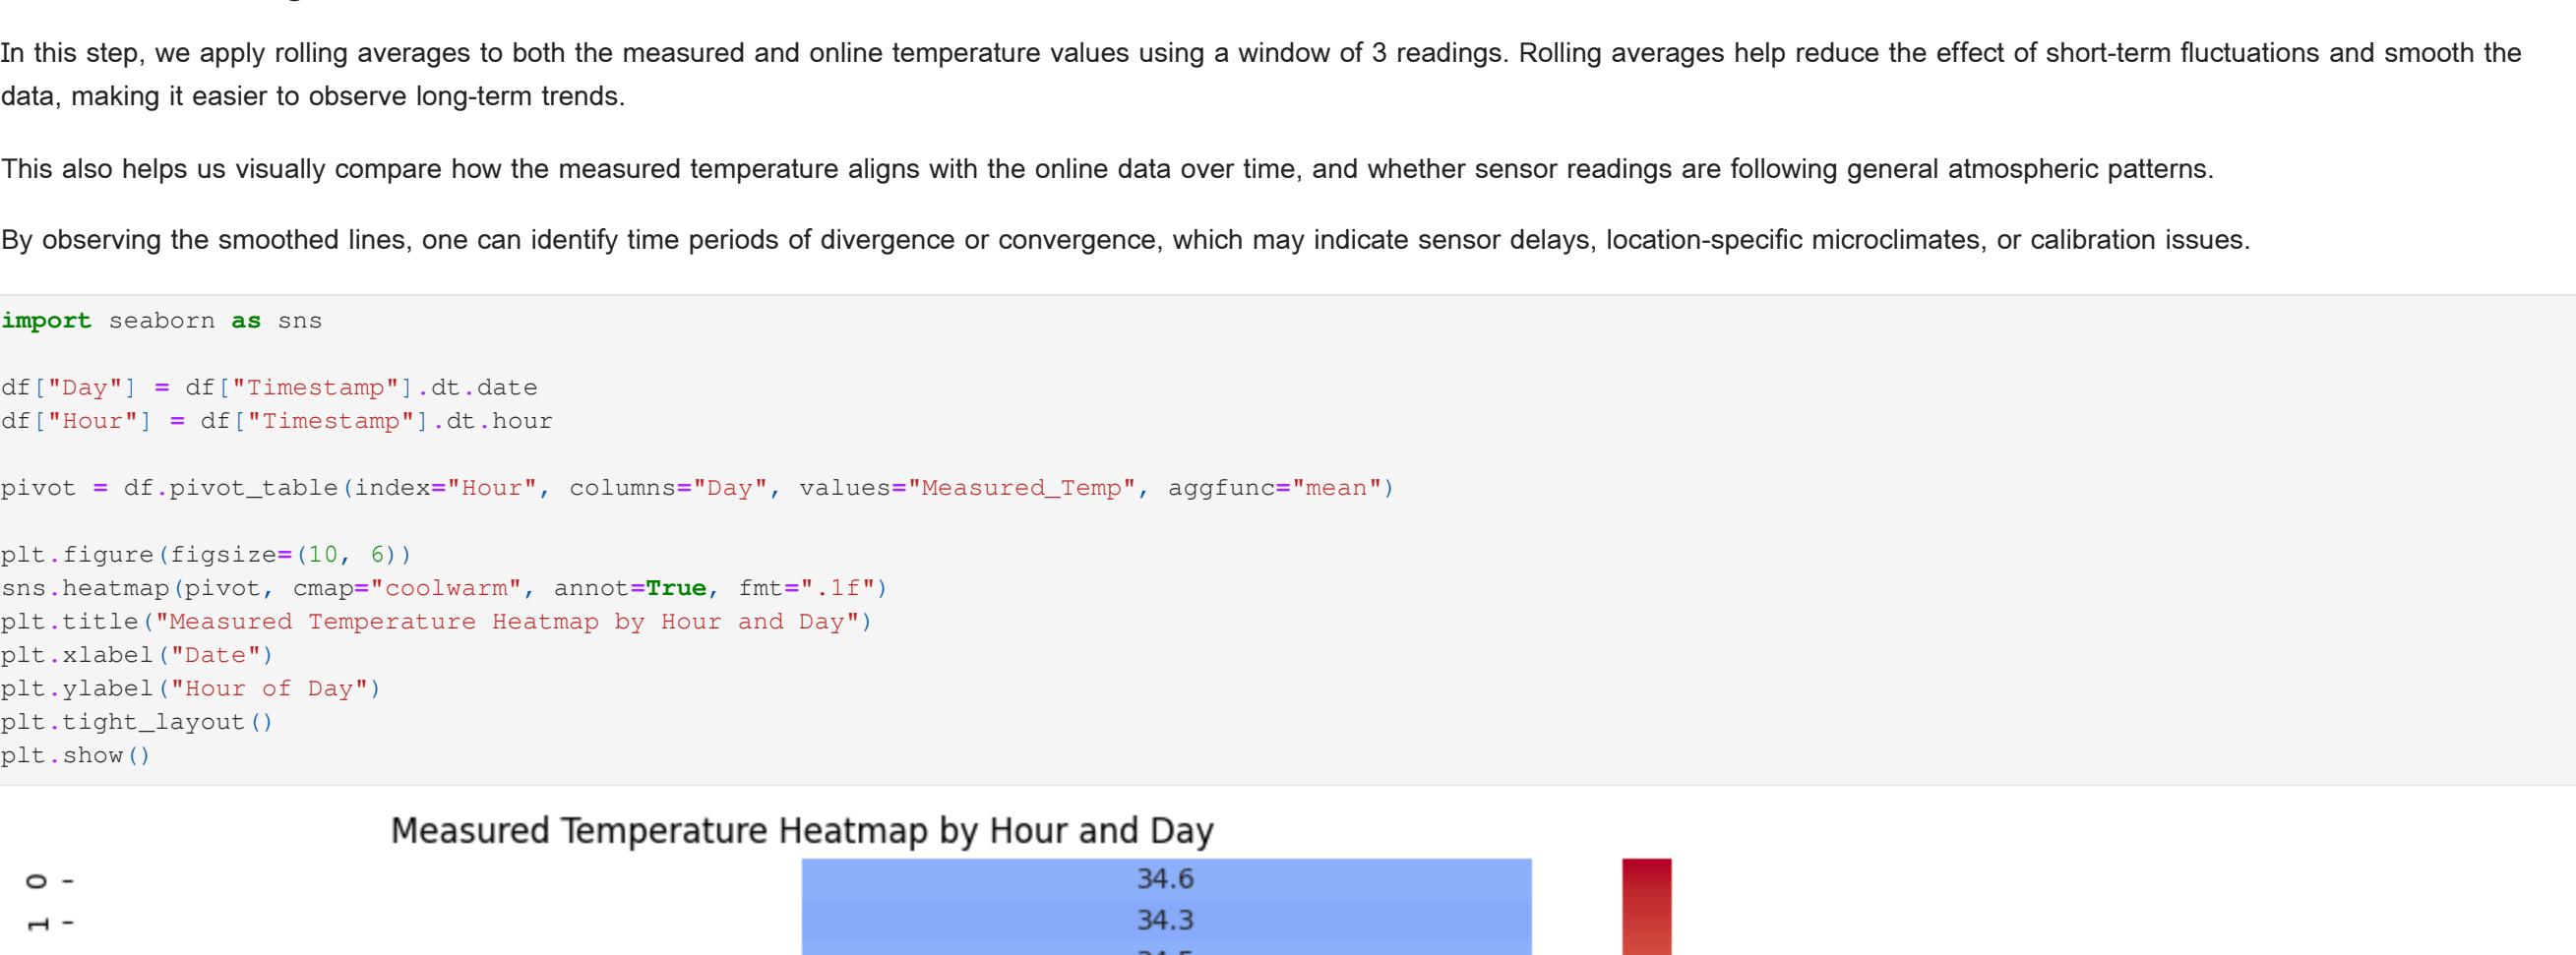 In this step, we apply rolling averages to both the measured and online temperature values using a window of 3 readings. Rolling averages help reduce the effect of short-term fluctuations and smooth the
data, making it easier to observe long-term trends.
This also helps us visually compare how the measured temperature aligns with the online data over time, and whether sensor readings are following general atmospheric patterns.
By observing the smoothed lines, one can identify time periods of divergence or convergence, which may indicate sensor delays, location-specific microclimates, or calibration issues.
import seaborn as sns
df["Day"] = df["Timestamp"].dt.date
df["Hour"] = df["Timestamp"].dt.hour
pivot = df.pivot_table(index="Hour", columns="Day", values="Measured_Temp", aggfunc="mean")
plt.figure(figsize=(10, 6))
sns.heatmap(pivot, cmap="coolwarm", annot=True, fmt=".1f")
plt.title("Measured Temperature Heatmap by Hour and Day")
plt.xlabel("Date")
plt.ylabel("Hour of Day")
plt.tight_layout()
plt.show()
Measured Temperature Heatmap by Hour and Day
0 34.6
1 34.3